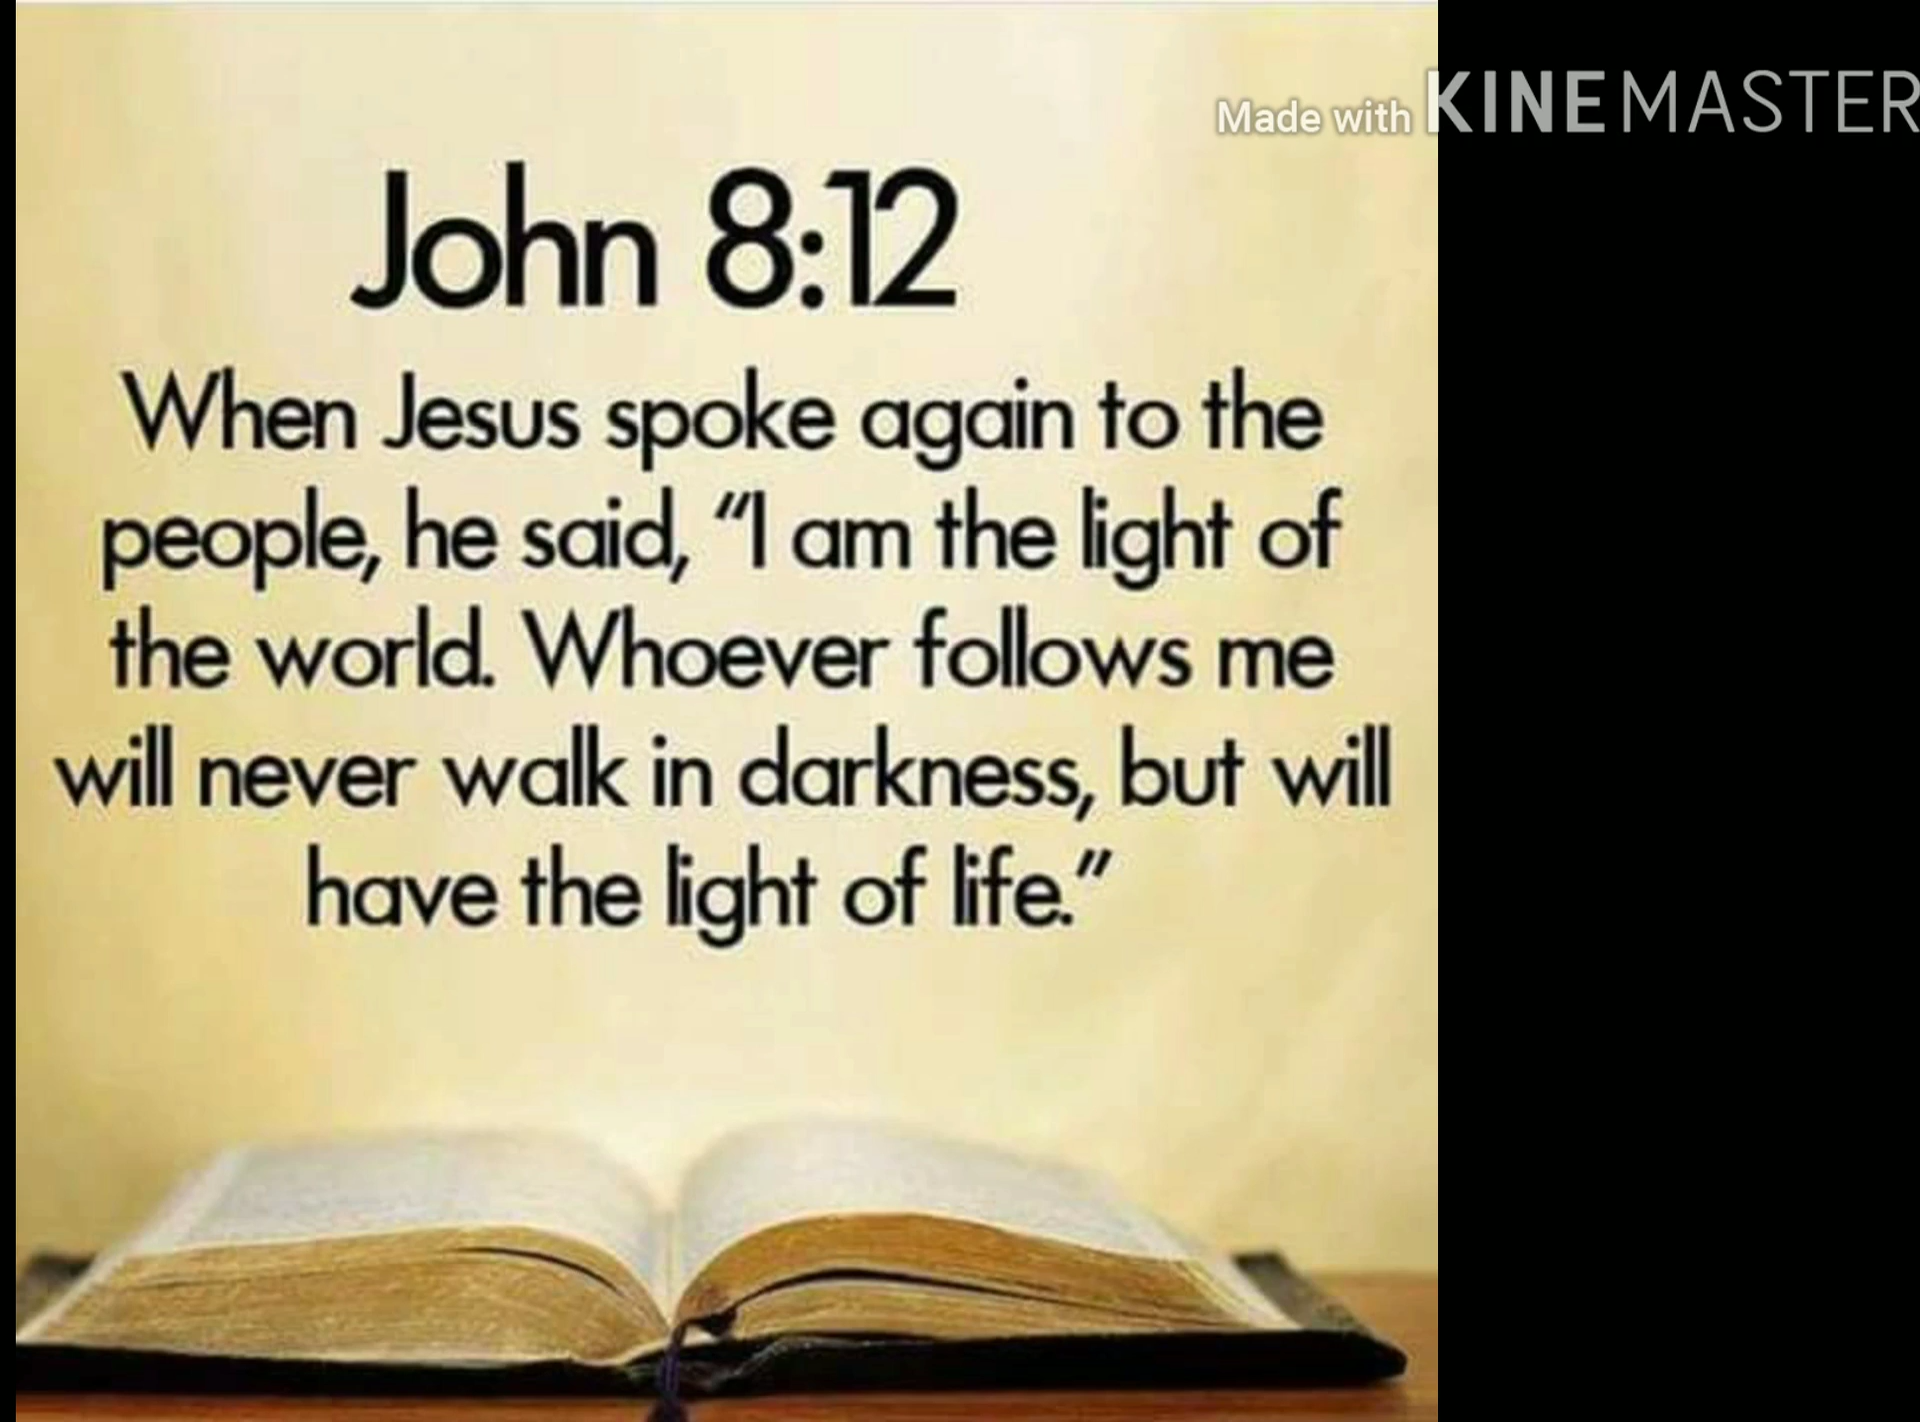 Made with KINEMASTER
John 8:12
When Jesus spoke again to the
people, he said, “I am the light of
the world. Whoever follows me
will never walk in darkness, but will
have the light of life.”